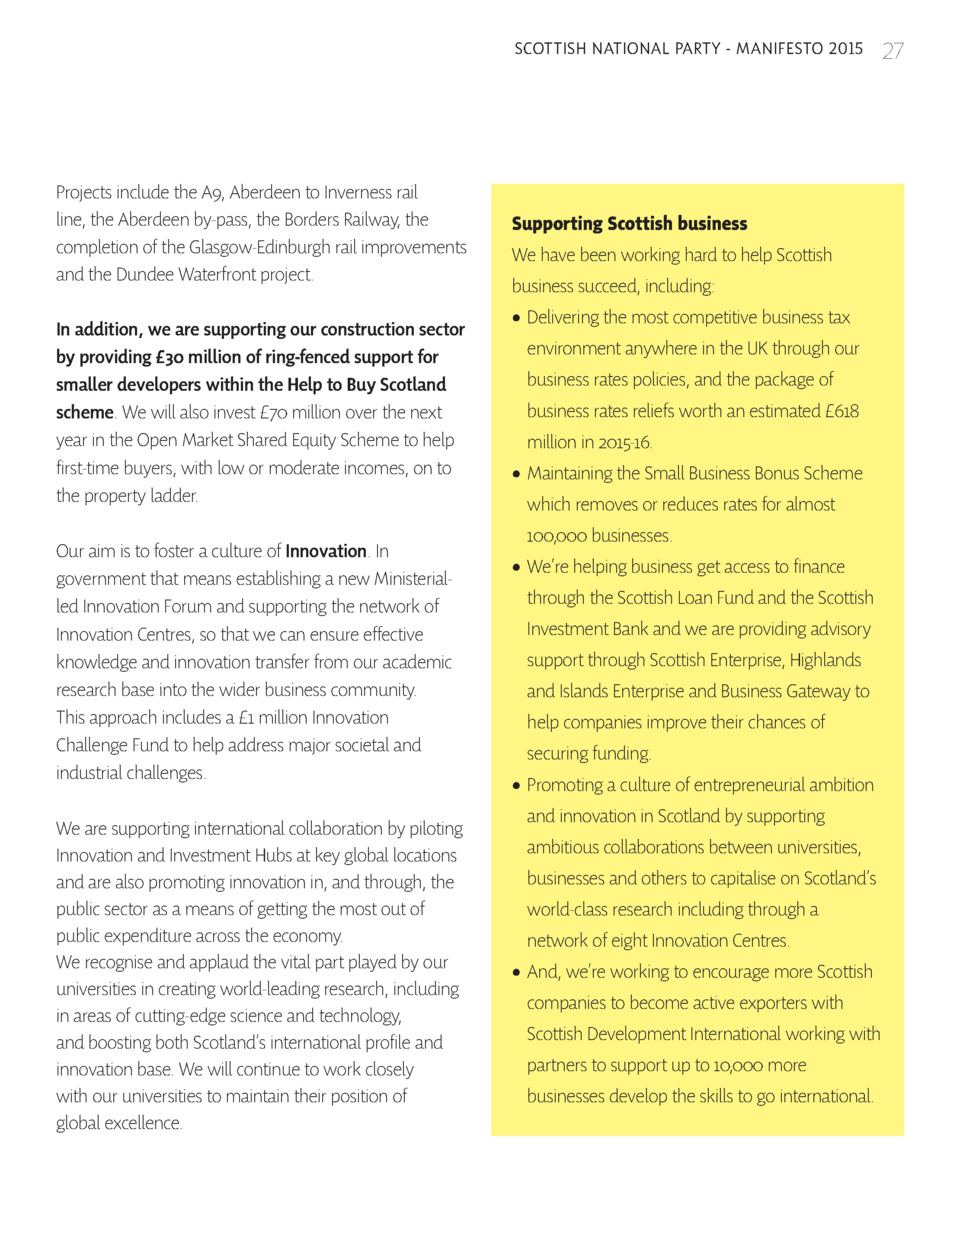 SCOTTISH NATIONAL PARTY - MANIFESTO 2015 27
Projects include the A9, Aberdeen to Inverness rail
line, the Aberdeen by-pass, the Borders Railway, the
completion of the Glasgow-Edinburgh rail improvements
and the Dundee Waterfront project.
In addition, we are supporting our construction sector
by providing £30 million of ring-fenced support for
smaller developers within the Help to Buy Scotland
scheme. We will also invest £70 million over the next
year in the Open Market Shared Equity Scheme to help
first-time buyers, with low or moderate incomes, on to
the property ladder.
Our aim is to foster a culture of Innovation. In
government that means establishing a new Ministerial-
led Innovation Forum and supporting the network of
Innovation Centres, so that we can ensure effective
knowledge and innovation transfer from our academic
research base into the wider business community.
This approach includes a £1 million Innovation
Challenge Fund to help address major societal and
industrial challenges.
We are supporting international collaboration by piloting
Innovation and Investment Hubs at key global locations
and are also promoting innovation in, and through, the
public sector as a means of getting the most out of
public expenditure across the economy.
We recognise and applaud the vital part played by our
universities in creating world-leading research, including
in areas of cutting-edge science and technology,
and boosting both Scotland's international profile and
innovation base. We will continue to work closely
with our universities to maintain their position of
global excellence.
Supporting Scottish business
We have been working hard to help Scottish
business succeed, including:
• Delivering the most competitive business tax
environment anywhere in the UK through our
business rates policies, and the package of
business rates reliefs worth an estimated £618
million in 2015-16.
• Maintaining the Small Business Bonus Scheme
which removes or reduces rates for almost
100,000 businesses.
• We're helping business get access to finance
through the Scottish Loan Fund and the Scottish
Investment Bank and we are providing advisory
support through Scottish Enterprise, Highlands
and Islands Enterprise and Business Gateway to
help companies improve their chances of
securing funding.
• Promoting a culture of entrepreneurial ambition
and innovation in Scotland by supporting
ambitious collaborations between universities,
businesses and others to capitalise on Scotland's
world-class research including through a
network of eight Innovation Centres.
• And, we're working to encourage more Scottish
companies to become active exporters with
Scottish Development International working with
partners to support up to 10,000 more
businesses develop the skills to go international.